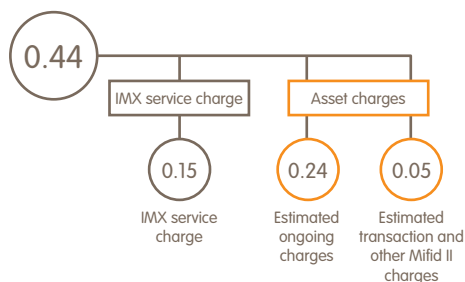 0.44
IMX service charge
Asset charges
0.15
0.24
0.05
IMX service
charge
Estimated
ongoing
charges
Estimated
transaction and
other Mifid II
charges